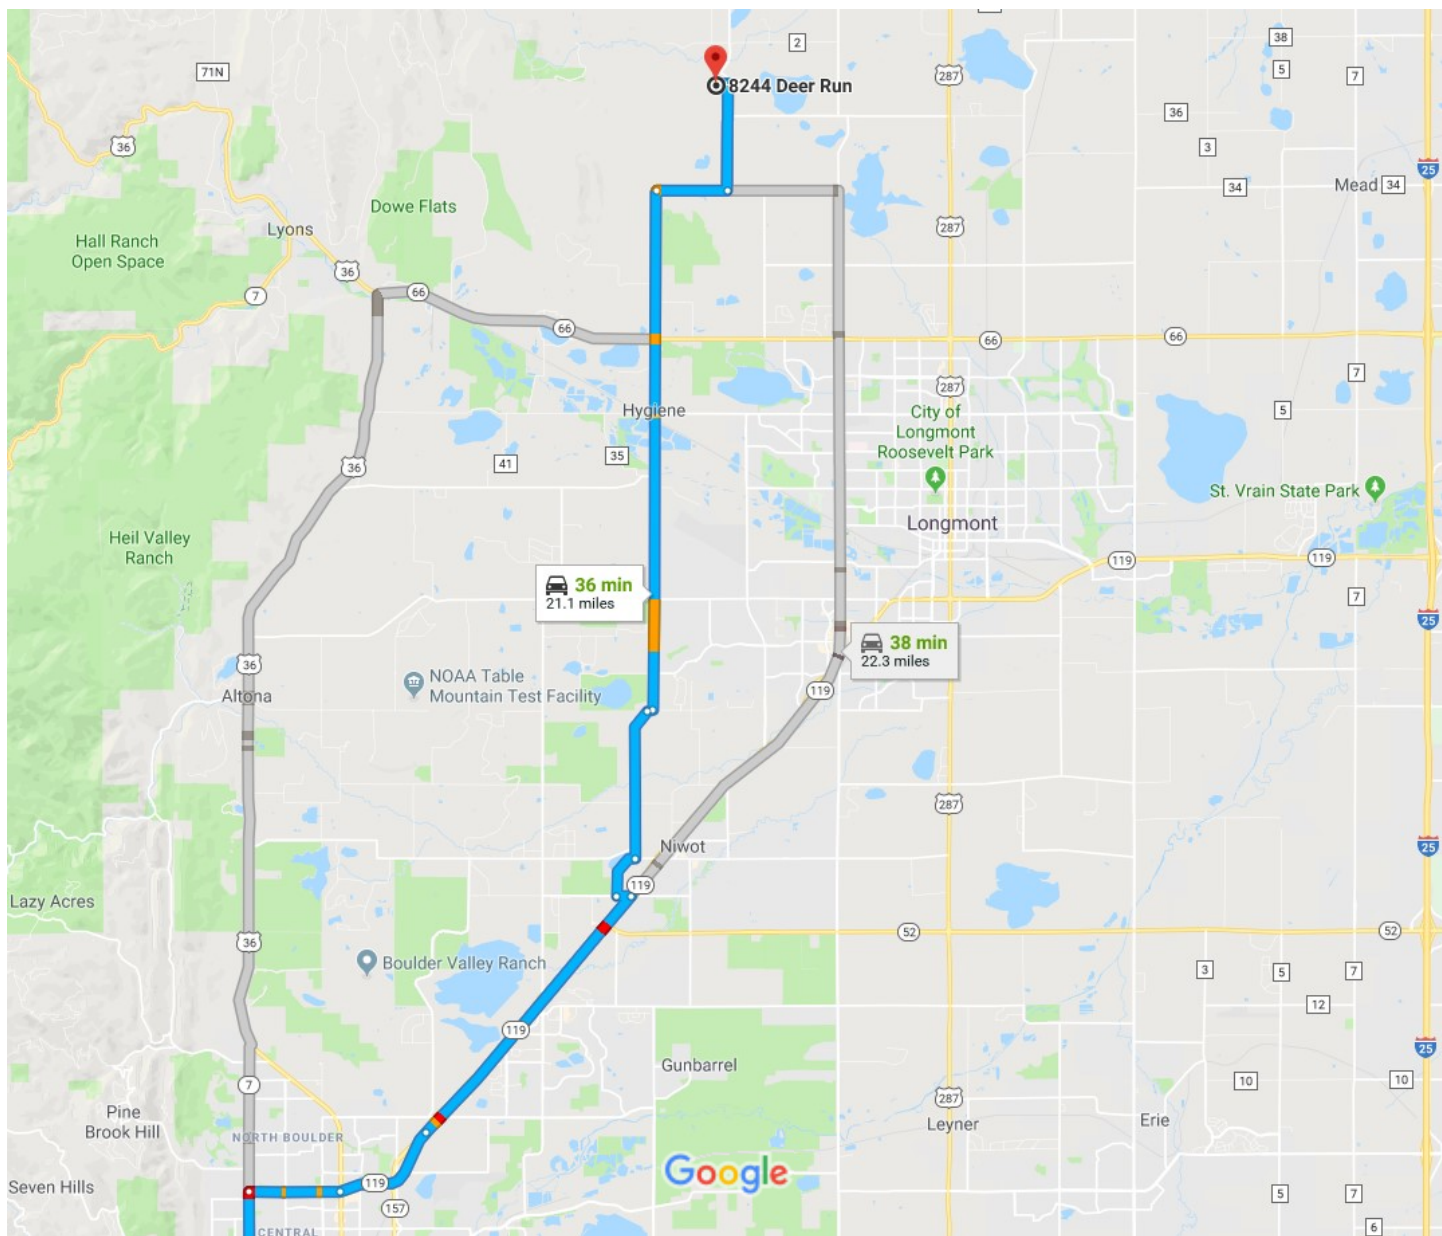 2
38
287
5
7
71N
8244 Deer Run
36
36
3
25
34
Mead
34
Dowe Flats
Lyons
287
Hall Ranch
Open Space
36
7
66
66
66
66
287
7
Hygiene
5
City of
Longmont
Roosevelt Park
41
35
36
St. Vrain State Park
Longmont
Heil Valley
Ranch
119
119
36 min
21.1 miles
7
25
38 min
22.3 miles
36
NOAA Table
Mountain Test Facility
Altona
119
287
Niwot
25
119
Lazy Acres
52
52
36
Boulder Valley Ranch
3
5
7
12
119
25
Gunbarrel
7
10
10
287
Pine
Brook Hill
Leyner
Erie
NORTH BOULDER
Google
119
Seven Hills
157
5
7
6
CENTRAL